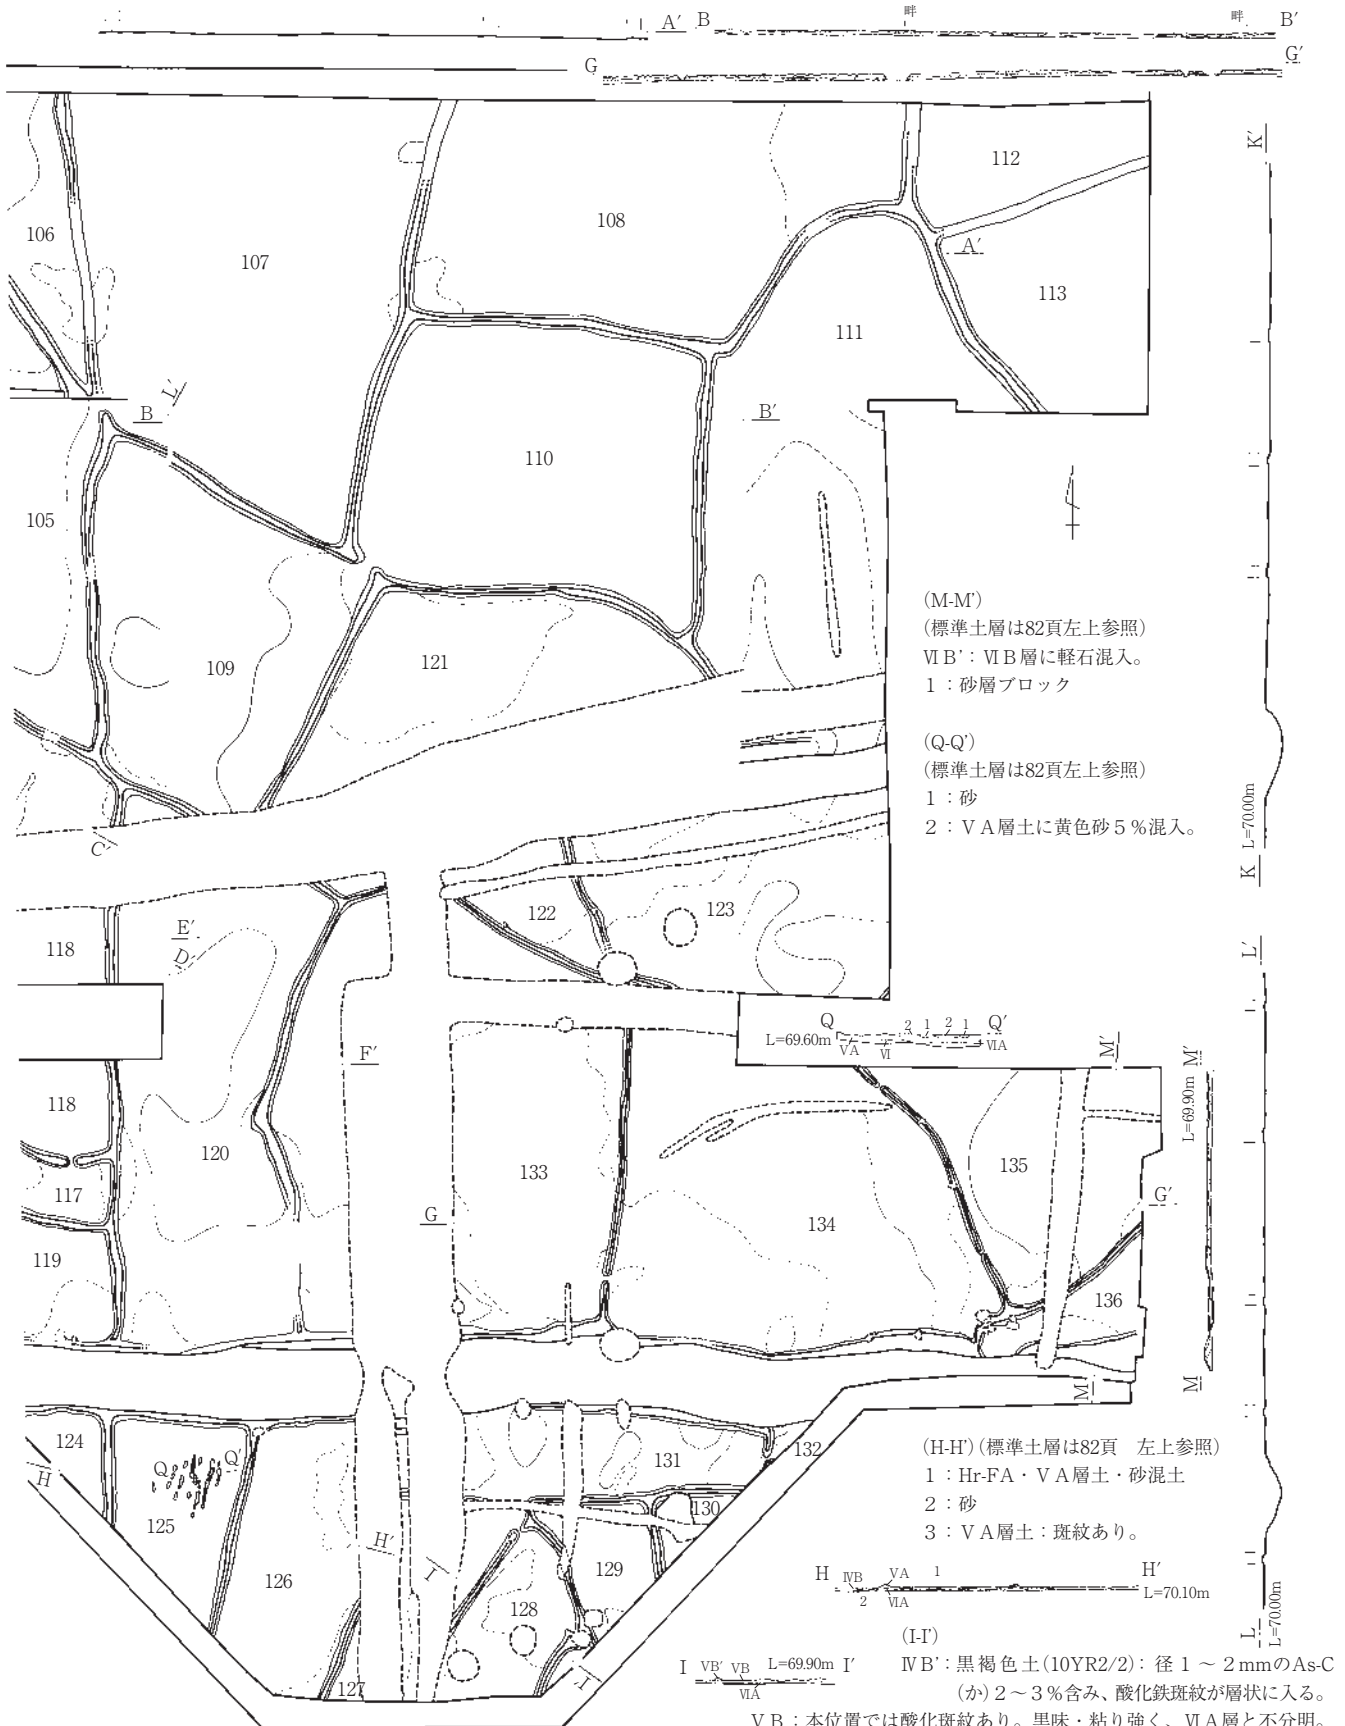 A′ B 畔 畔 B′
G G′
K′
112
108
106
107
A′
113
111
L′
B B′
110
105
(M-M′)
(標準土層は82頁左上参照)
ⅥB′：ⅥB層に軽石混入。
1：砂層ブロック
109
121
(Q-Q′)
(標準土層は82頁左上参照)
1：砂
2：ⅤA層土に黄色砂5%混入。
L=70.00m
C′
K
122
123
E′
D′
118
L′
Q 2 1 2 1 Q′
L=69.60m ⅤA Ⅵ ⅦA
F′
M′
M′
L=69.90m
118
120
133
135
117
G
G′
134
119
136
M
M
124
H
Q Q′
131
132
(H-H′)(標準土層は82頁 左上参照)
1：Hr-FA・ⅤA層土・砂混土
2：砂
3：ⅤA層土：斑紋あり。
130
125
H′
I′
126
129
128
H ⅣB ⅤA 1 H′
2 ⅥA L=70.10m
L
L=70.00m
127
I
I ⅤB′ ⅤB L=69.90m I′
ⅥA
(I-I′)
ⅣB′：黒褐色土(10YR2/2)：径1～2mmのAs-C
(か)2～3%含み、酸化鉄斑紋が層状に入る。
ⅤB：本位置では酸化斑紋あり。黒味・粘り強く、ⅥA層と不分明。